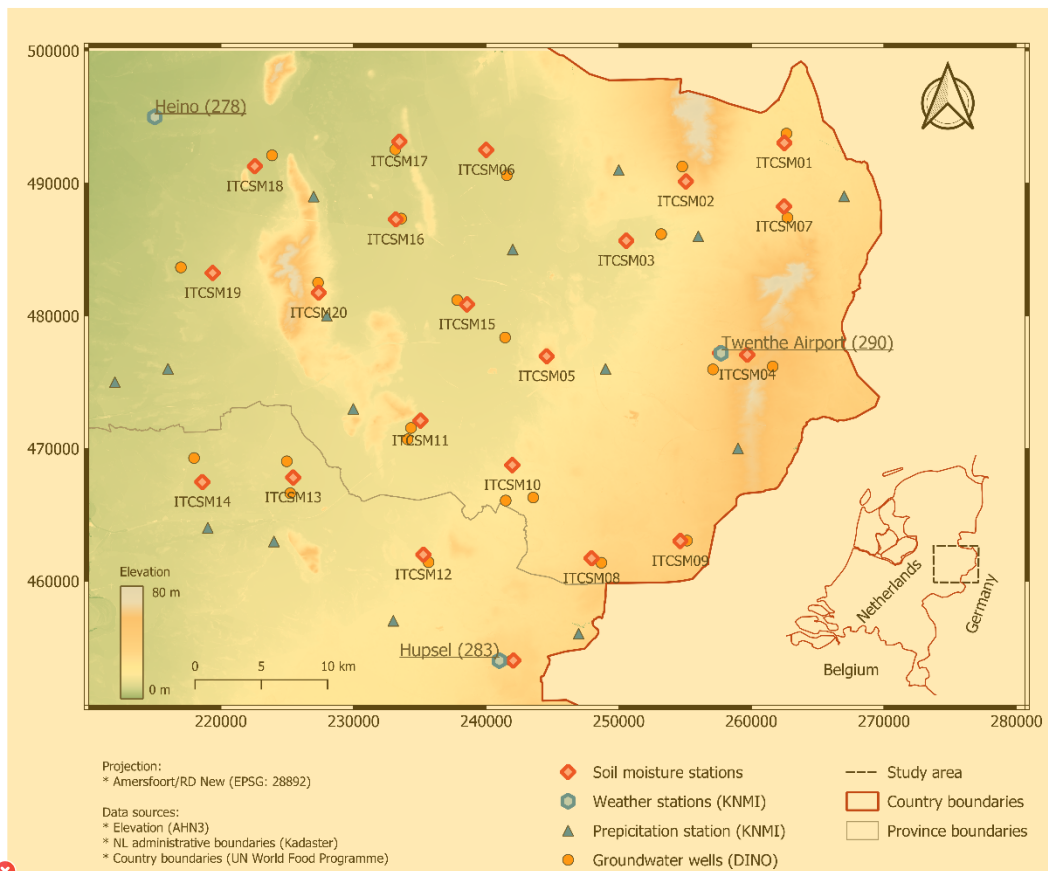 500000
Heino (278)
ITCSM17
ITCSM06
ITCSM01
490000
ITCSM18
ITCSM02
ITCSM16
ITCSM07
ITCSM03
ITCSM19
ITCSM20
480000
ITCSM15
Twenthe Airport (290)
ITCSM05
ITCSM04
470000
ITCSM11
ITCSM10
ITCSM13
ITCSM14
ITCSM09
ITCSM12
ITCSM08
460000
Elevation
80 m
0 m
Hupsel (283)
0 5 10 km
Netherlands
Germany
Belgium
220000 230000 240000 250000 260000 270000 280000
Projection:
* Amersfoort/RD New (EPSG: 28892)
Data sources:
* Elevation (AHN3)
* NL administrative boundaries (Kadaster)
* Country boundaries (UN World Food Programme)
Soil moisture stations
Weather stations (KNMI)
Prepicitation station (KNMI)
Groundwater wells (DINO)
Study area
Country boundaries
Province boundaries